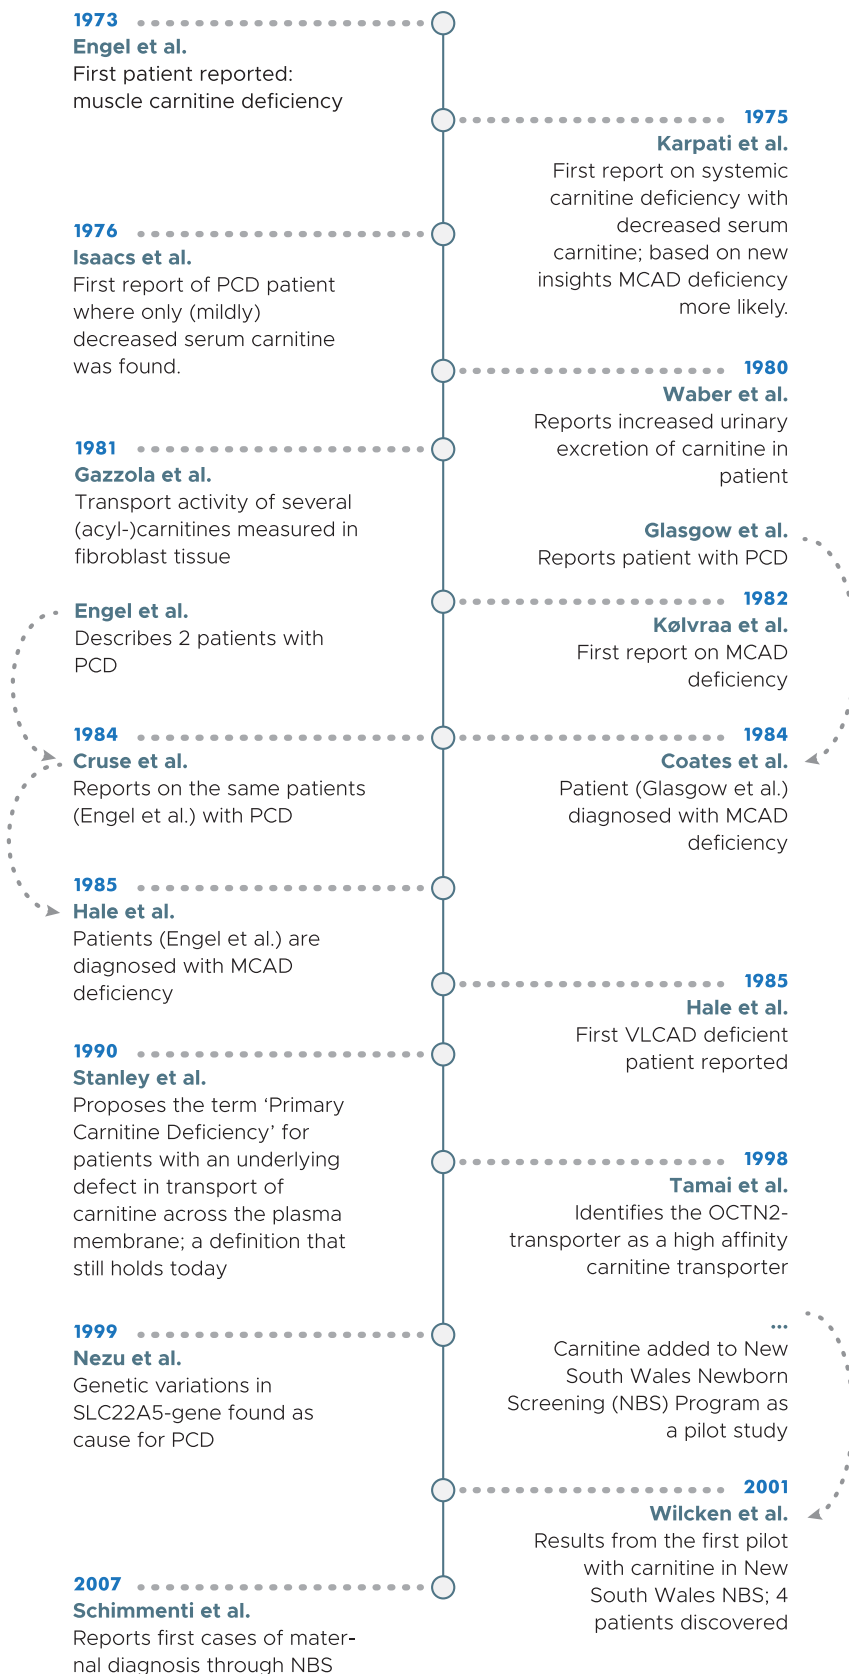 1973
Engel et al.
First patient reported:
muscle carnitine deficiency
1975
Karpati et al.
First report on systemic
carnitine deficiency with
decreased serum
carnitine; based on new
insights MCAD deficiency
more likely.
1976
Isaacs et al.
First report of PCD patient
where only (mildly)
decreased serum carnitine
was found.
1980
Waber et al.
Reports increased urinary
excretion of carnitine in
patient
Glasgow et al.
Reports patient with PCD
1981
Gazzola et al.
Transport activity of several
(acyl-)carnitines measured in
fibroblast tissue
Engel et al.
Describes 2 patients with
PCD
1982
Kølvraa et al.
First report on MCAD
deficiency
1984
Cruse et al.
Reports on the same patients
(Engel et al.) with PCD
1984
Coates et al.
Patient (Glasgow et al.)
diagnosed with MCAD
deficiency
1985
Hale et al.
Patients (Engel et al.) are
diagnosed with MCAD
deficiency
1985
Hale et al.
First VLCAD deficient
patient reported
1990
Stanley et al.
Proposes the term ‘Primary
Carnitine Deficiency’ for
patients with an underlying
defect in transport of
carnitine across the plasma
membrane; a definition that
still holds today
1998
Tamai et al.
Identifies the OCTN2-
transporter as a high affinity
carnitine transporter
...
Carnitine added to New
South Wales Newborn
Screening (NBS) Program as
a pilot study
1999
Nezu et al.
Genetic variations in
SLC22A5-gene found as
cause for PCD
2001
Wilcken et al.
Results from the first pilot
with carnitine in New
South Wales NBS; 4
patients discovered
2007
Schimmenti et al.
Reports first cases of mater-
nal diagnosis through NBS